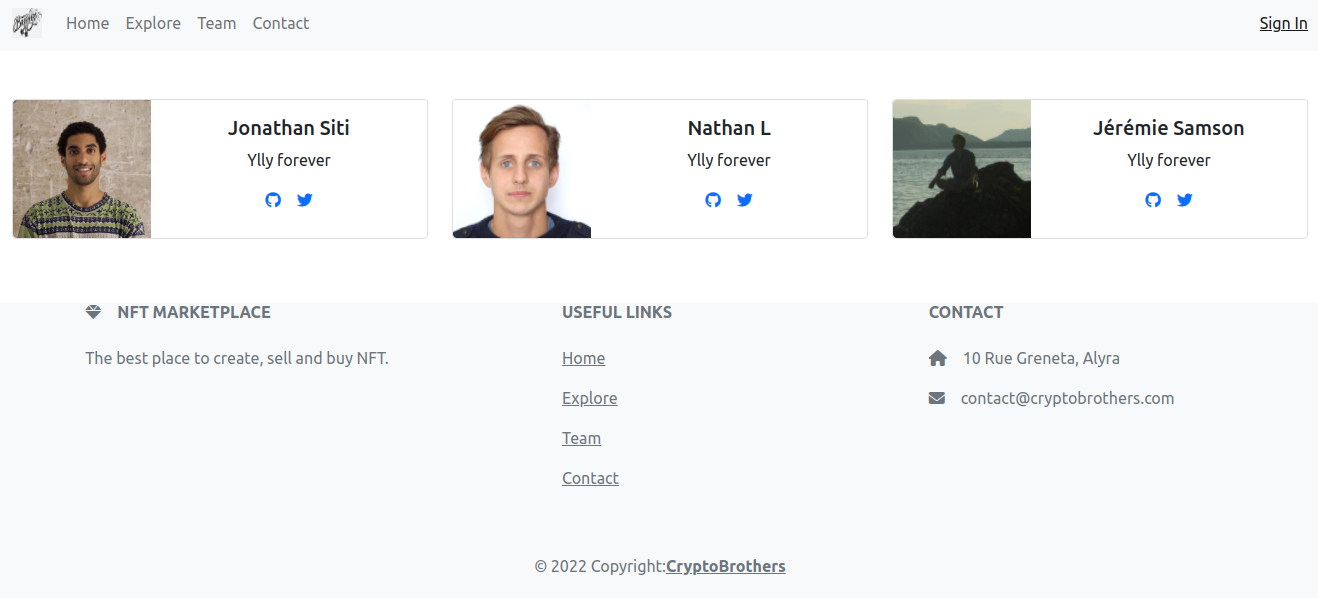 Home Explore Team Contact Sign In
Jonathan Siti
Ylly forever
Nathan L
Ylly forever
Jérémie Samson
Ylly forever
NFT MARKETPLACE
The best place to create, sell and buy NFT.
USEFUL LINKS
Home
Explore
Team
Contact
CONTACT
10 Rue Greneta, Alyra
contact@cryptobrothers.com
© 2022 Copyright:CryptoBrothers